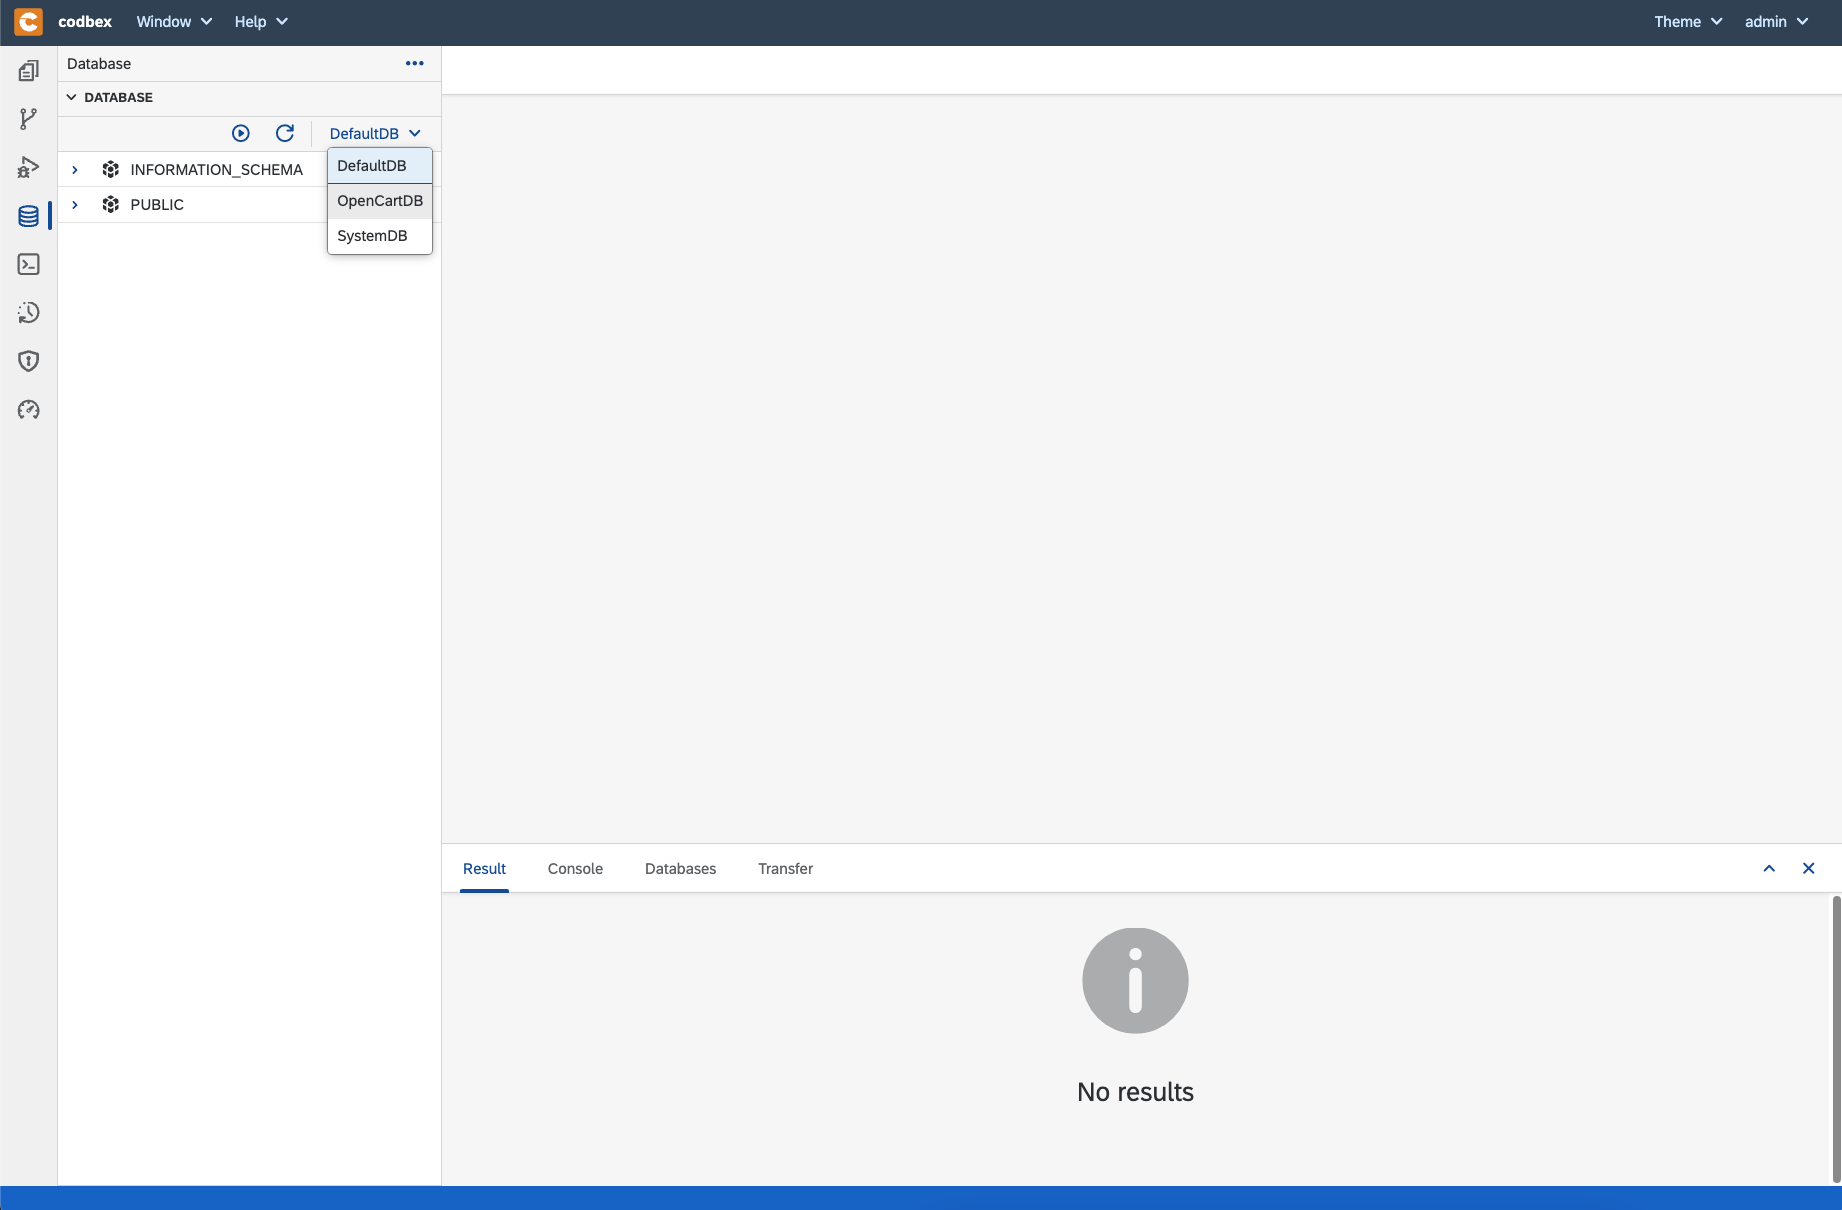 codbex Window Help Theme admin
Database
DATABASE
DefaultDB
DefaultDB
INFORMATION_SCHEMA
OpenCartDB
PUBLIC
SystemDB
Result Console Databases Transfer
No results